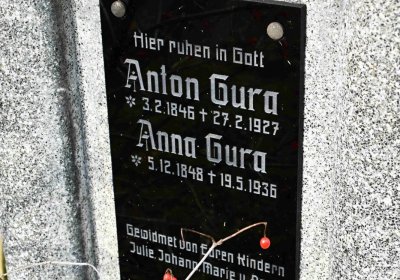 Hier ruhen in Gott
Anton Gura
* 3.2.1846 † 27.2.1927
Anna Gura
* 5.12.1848 † 19.5.1936
Gewidmet von Euren Kindern
Julie, Johann, Marie u.